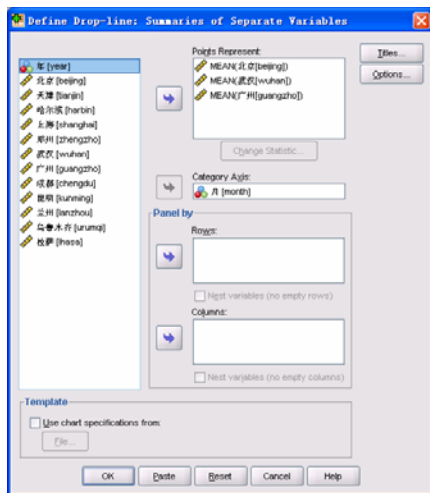 Define Drop-line: Summaries of Separate Variables
年 [year]
北京 [beijing]
天津 [tianjin]
哈尔滨 [harbin]
上海 [shanghai]
郑州 [zhengzhou]
武汉 [wuhan]
广州 [guangzho]
成都 [chengdu]
昆明 [kunming]
兰州 [lanzhou]
乌鲁木齐 [urumqi]
拉萨 [lhasa]
Points Represent:
MEAN(北京[beijing])
MEAN(武汉[wuhan])
MEAN(广州[guangzho])
Change Statistic...
Category Axis:
月 [month]
Panel by
Rows:
Nest variables (no empty rows)
Columns:
Nest variables (no empty columns)
Titles...
Options...
Template
Use chart specifications from:
File...
OK
Paste
Reset
Cancel
Help